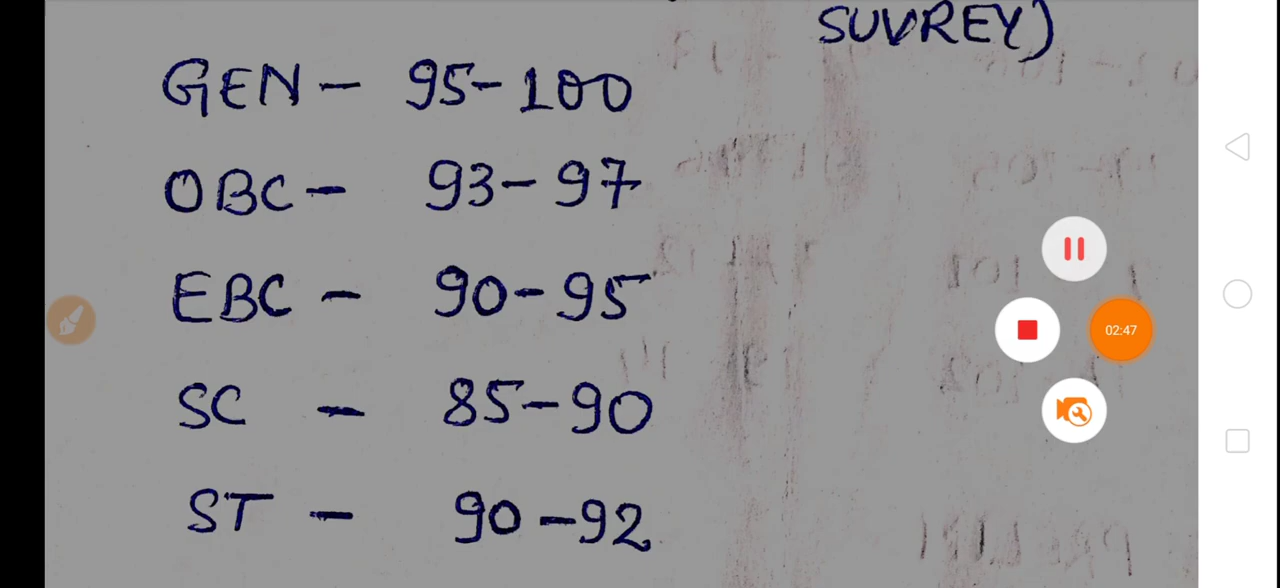 SUVREY)
GEN - 95-100
OBC - 93-97
EBC - 90-95
SC - 85-90
ST - 90-92
02:47